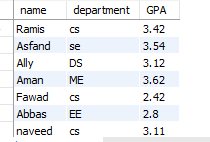 name department GPA
Ramis cs 3.42
Asfand se 3.54
Ally DS 3.12
Aman ME 3.62
Fawad cs 2.42
Abbas EE 2.8
naveed cs 3.11